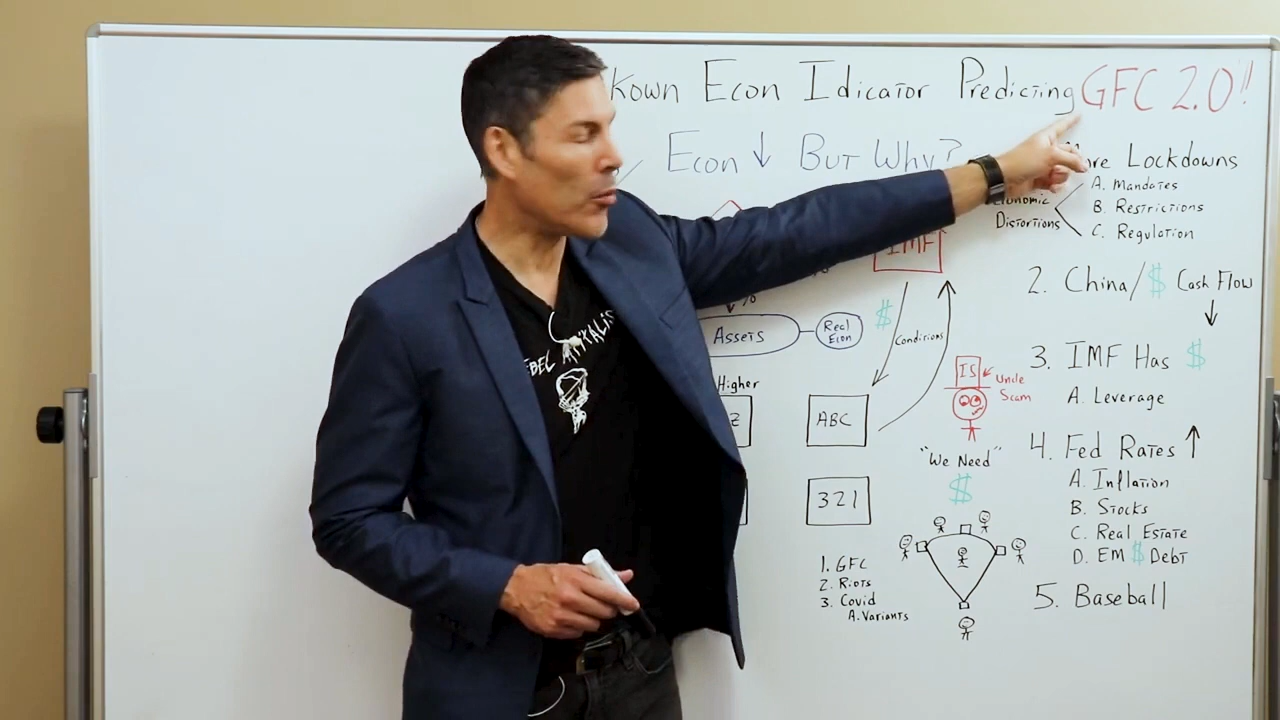 kown Econ Idicator Predicting GFC 2.0!!
Econ ↓ But Why?
Lockdowns
A. Mandates
B. Restrictions
C. Regulation
Distortions
2. China/$ Cash Flow
↓
3. IMF Has $
A. Leverage
4. Fed Rates ↑
A. Inflation
B. Stocks
C. Real Estate
D. EM $ Debt
5. Baseball
IMF
%
Assets
Real
Econ
$
Conditions
Higher
Z
ABC
321
IS
Uncle
Scam
"We Need"
$
1. GFC
2. Riots
3. Covid
A. Variants